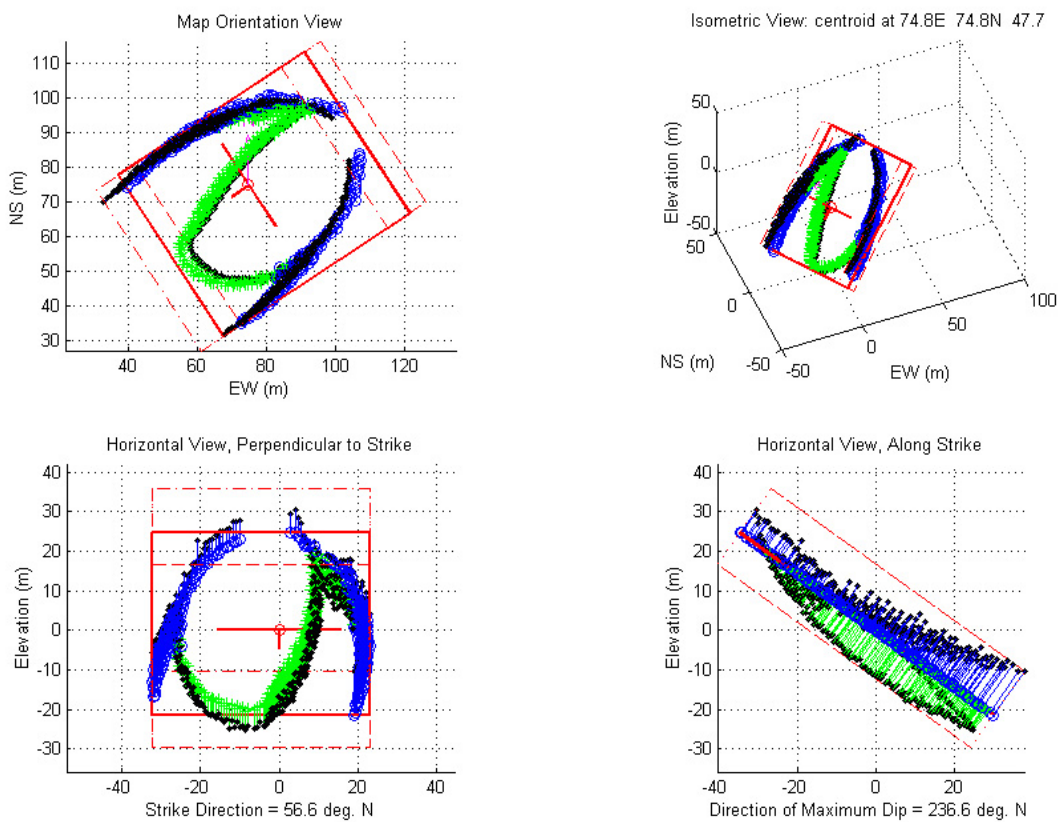 Map Orientation View
110
100
90
80
70
60
50
40
30
NS (m)
40 60 80 100 120
EW (m)
Isometric View: centroid at 74.8E 74.8N 47.7
50
0
-50
Elevation (m)
50
0
-50
NS (m)
-50
0
50
100
EW (m)
Horizontal View, Perpendicular to Strike
40
30
20
10
0
-10
-20
-30
Elevation (m)
-40 -20 0 20 40
Strike Direction = 56.6 deg. N
Horizontal View, Along Strike
40
30
20
10
0
-10
-20
-30
Elevation (m)
-40 -20 0 20
Direction of Maximum Dip = 236.6 deg. N